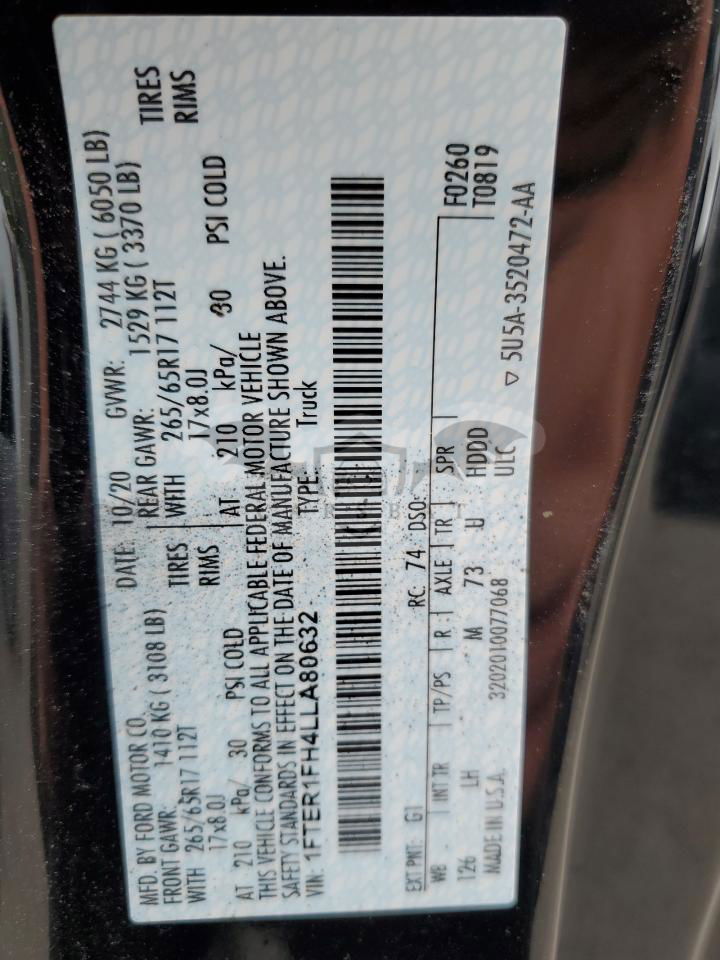 MFD. BY FORD MOTOR CO. DATE: 10/20 GVWR: 2744 KG ( 6050 LB)
FRONT GAWR: 1410 KG ( 3108 LB) REAR GAWR: 1529 KG ( 3370 LB)
WITH 265/65R17 112T TIRES WITH 265/65R17 112T TIRES
17x8.0J RIMS 17x8.0J RIMS
AT 210 kPa/ 30 PSI COLD AT 210 kPa/ 30 PSI COLD
THIS VEHICLE CONFORMS TO ALL APPLICABLE FEDERAL MOTOR VEHICLE
SAFETY STANDARDS IN EFFECT ON THE DATE OF MANUFACTURE SHOWN ABOVE.
VIN: 1FTER1FH4LLA80632 TYPE: Truck
EXT PNT: G1 RC: 74 DSO: F0260
WB INT TR TP/PS R AXLE TR SPR T0819
126 LH M 73 U HDDD
MADE IN U.S.A. 3202010077068 ULC
▽ 5U5A-3520472-AA